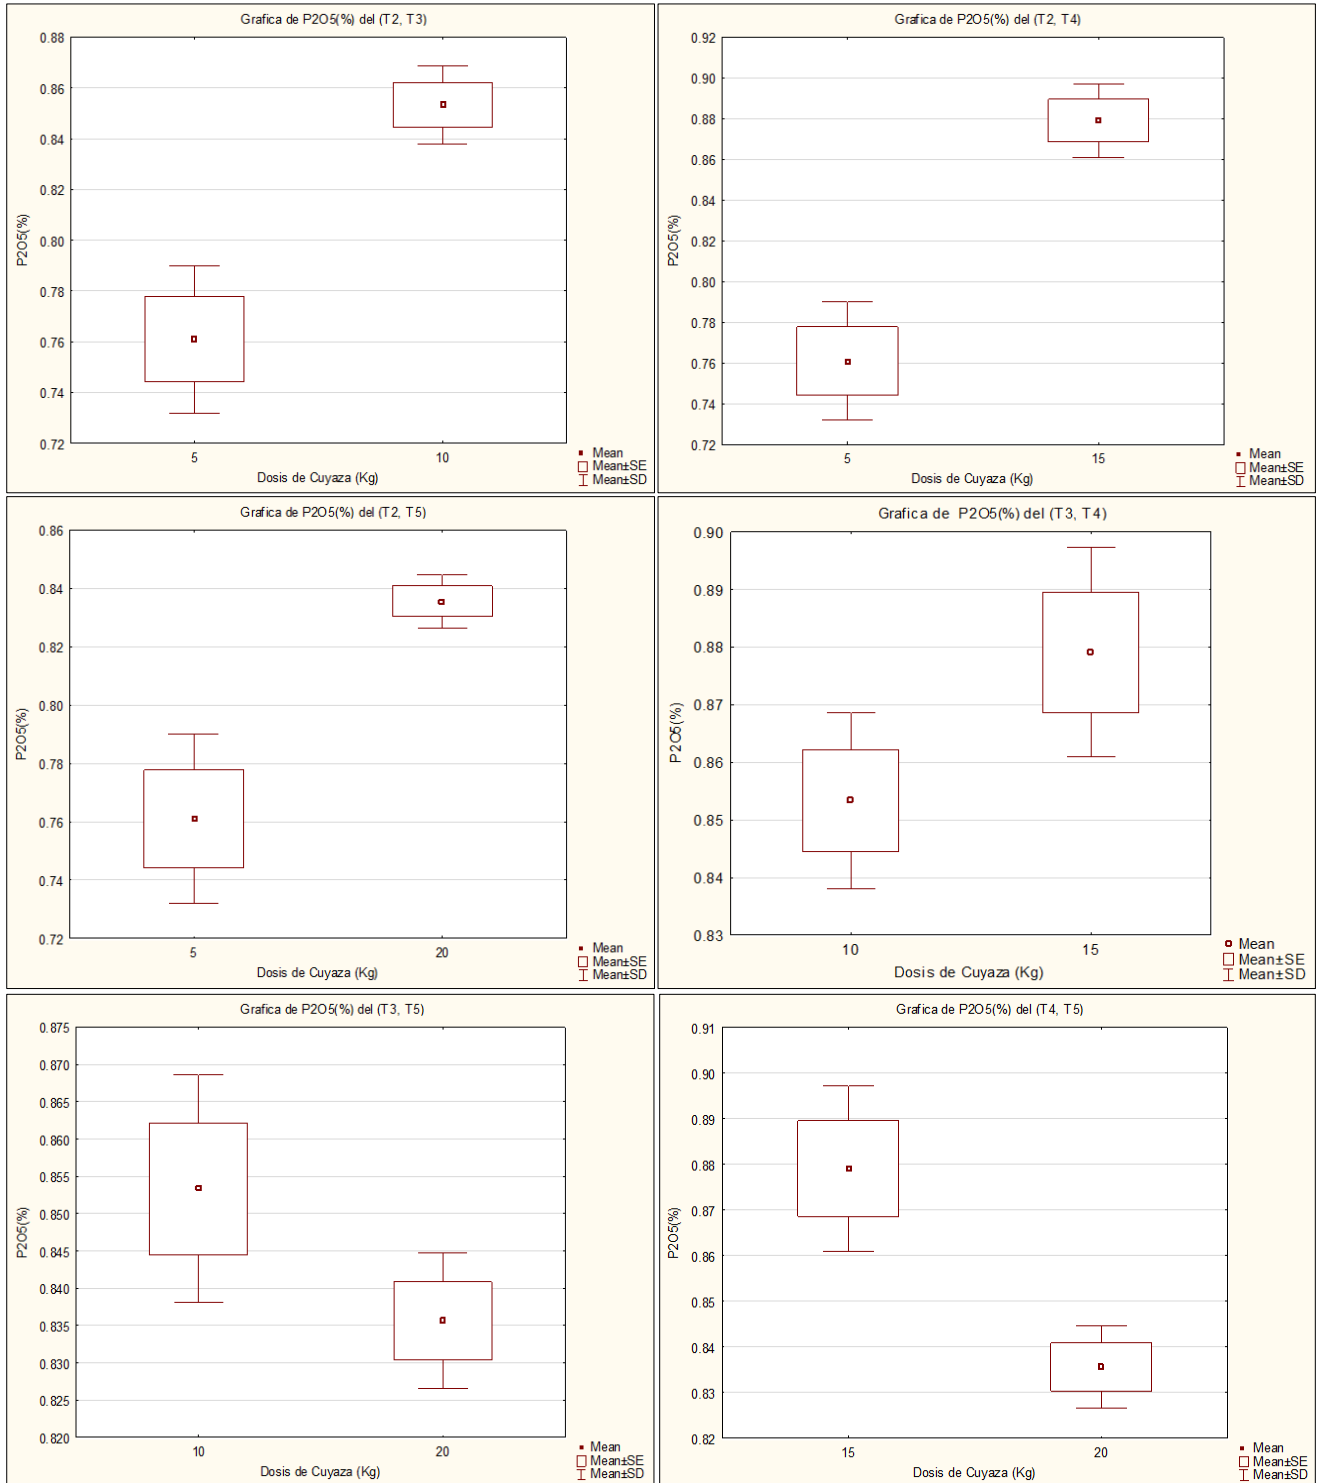 Grafica de P2O5(%) del (T2, T3)
0.88
0.86
0.84
0.82
0.80
0.78
0.76
0.74
0.72
P2O5(%)
5
10
Dosis de Cuyaza (Kg)
Mean
Mean±SE
Mean±SD
Grafica de P2O5(%) del (T2, T4)
0.92
0.90
0.88
0.86
0.84
0.82
0.80
0.78
0.76
0.74
0.72
P2O5(%)
5
15
Dosis de Cuyaza (Kg)
Mean
Mean±SE
Mean±SD
Grafica de P2O5(%) del (T2, T5)
0.86
0.84
0.82
0.80
0.78
0.76
0.74
0.72
P2O5(%)
5
20
Dosis de Cuyaza (Kg)
Mean
Mean±SE
Mean±SD
Grafica de P2O5(%) del (T3, T4)
0.90
0.89
0.88
0.87
0.86
0.85
0.84
0.83
P2O5(%)
10
15
Dosis de Cuyaza (Kg)
Mean
Mean±SE
Mean±SD
Grafica de P2O5(%) del (T3, T5)
0.875
0.870
0.865
0.860
0.855
0.850
0.845
0.840
0.835
0.830
0.825
0.820
P2O5(%)
10
20
Dosis de Cuyaza (Kg)
Mean
Mean±SE
Mean±SD
Grafica de P2O5(%) del (T4, T5)
0.91
0.90
0.89
0.88
0.87
0.86
0.85
0.84
0.83
0.82
P2O5(%)
15
20
Dosis de Cuyaza (Kg)
Mean
Mean±SE
Mean±SD